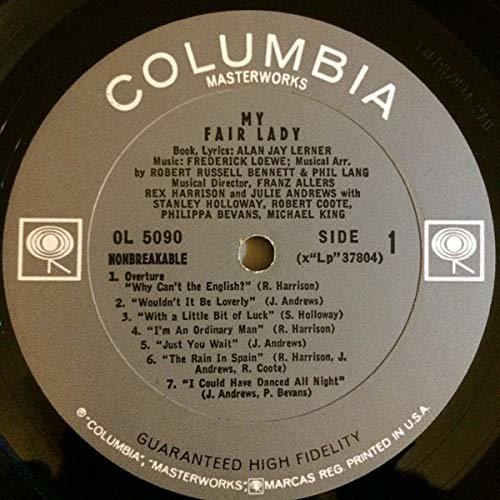 COLUMBIA
MASTERWORKS
MY
FAIR LADY
Book, Lyrics: ALAN JAY LERNER
Music: FREDERICK LOEWE; Musical Arr.
by ROBERT RUSSELL BENNETT & PHIL LANG
Musical Director, FRANZ ALLERS
REX HARRISON and JULIE ANDREWS with
STANLEY HOLLOWAY, ROBERT COOTE,
PHILIPPA BEVANS, MICHAEL KING
OL 5090 SIDE 1
NONBREAKABLE (x"Lp"37804)
1. Overture
"Why Can't the English?" (R. Harrison)
2. "Wouldn't It Be Loverly" (J. Andrews)
3. "With a Little Bit of Luck" (S. Holloway)
4. "I'm An Ordinary Man" (R. Harrison)
5. "Just You Wait" (J. Andrews)
6. "The Rain In Spain" (R. Harrison, J.
Andrews, R. Coote)
7. "I Could Have Danced All Night"
(J. Andrews, P. Bevans)
GUARANTEED HIGH FIDELITY
® "COLUMBIA", "MASTERWORKS", MARCAS REG. PRINTED IN U.S.A.